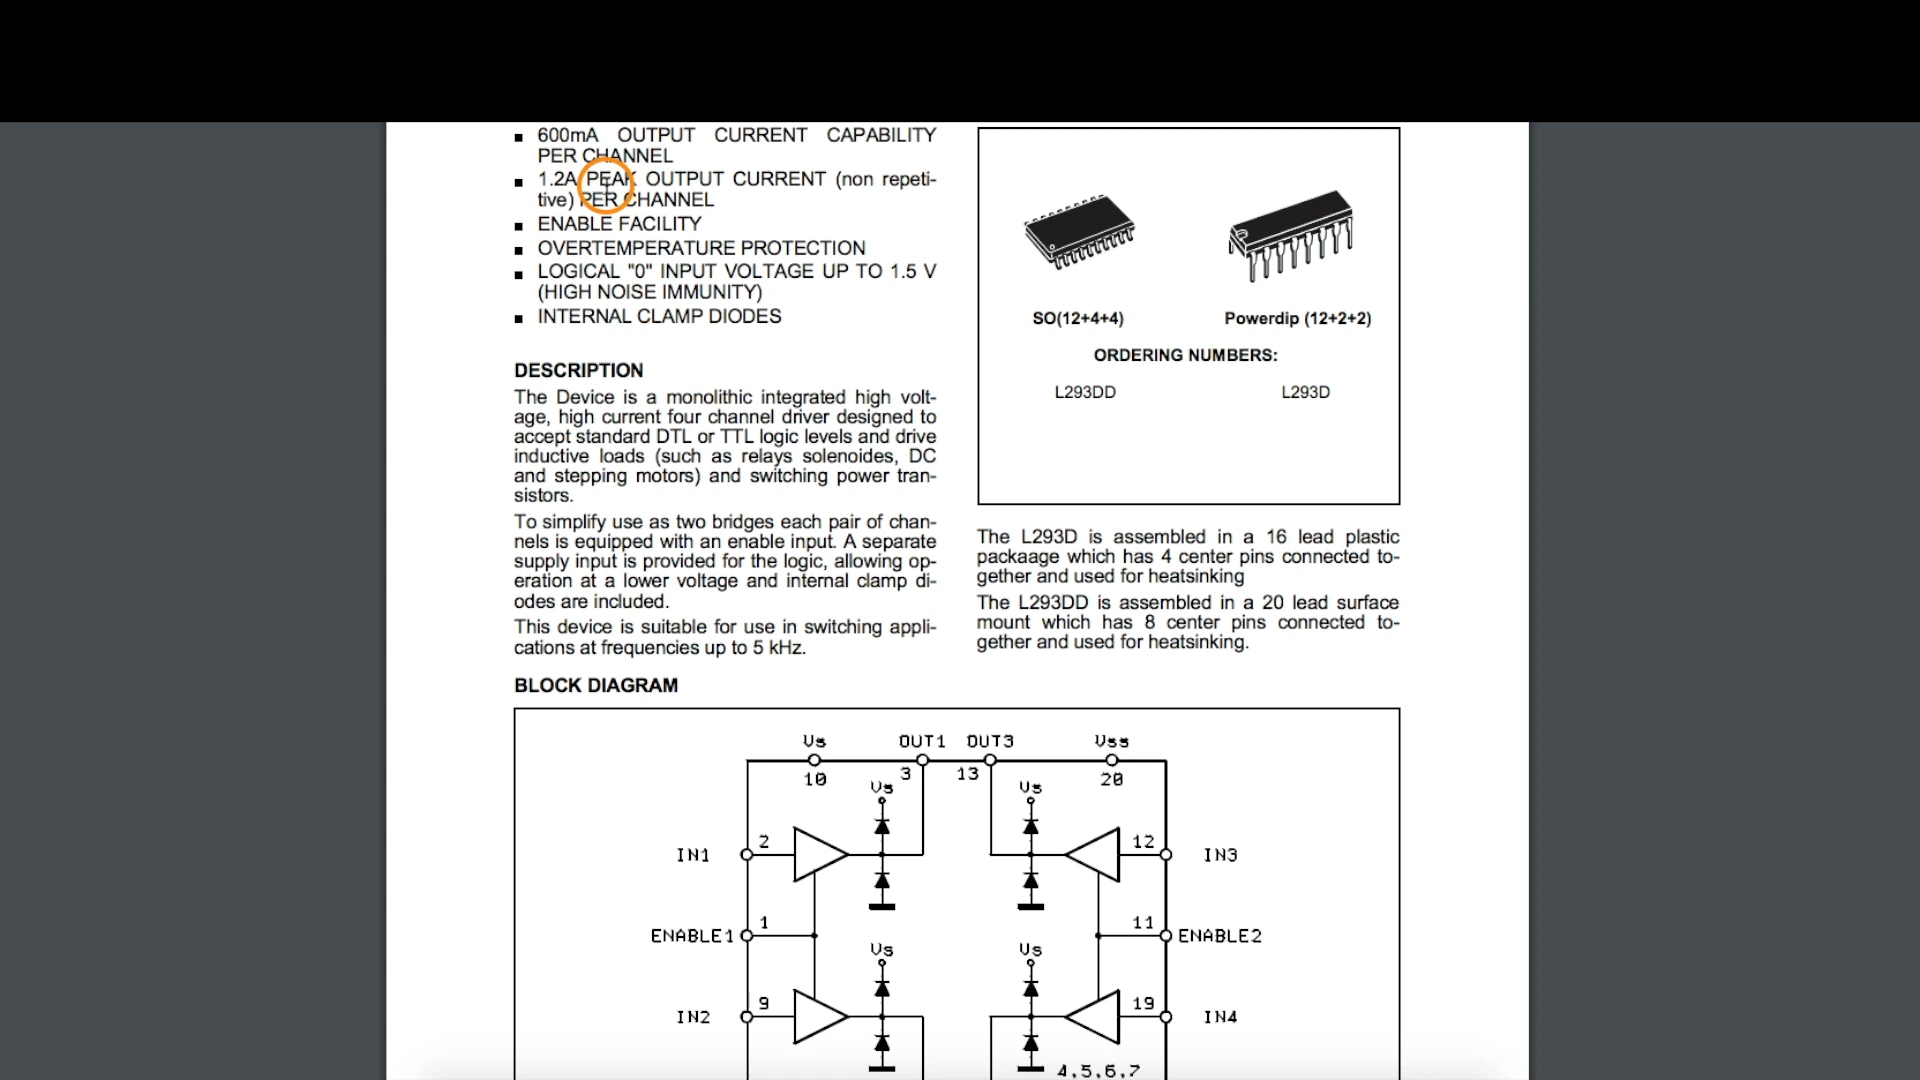 ■ 600mA OUTPUT CURRENT CAPABILITY
PER CHANNEL
■ 1.2A PEAK OUTPUT CURRENT (non repeti-
tive) PER CHANNEL
■ ENABLE FACILITY
■ OVERTEMPERATURE PROTECTION
■ LOGICAL "0" INPUT VOLTAGE UP TO 1.5 V
(HIGH NOISE IMMUNITY)
■ INTERNAL CLAMP DIODES
DESCRIPTION
The Device is a monolithic integrated high volt-
age, high current four channel driver designed to
accept standard DTL or TTL logic levels and drive
inductive loads (such as relays solenoides, DC
and stepping motors) and switching power tran-
sistors.
To simplify use as two bridges each pair of chan-
nels is equipped with an enable input. A separate
supply input is provided for the logic, allowing op-
eration at a lower voltage and internal clamp di-
odes are included.
This device is suitable for use in switching appli-
cations at frequencies up to 5 kHz.
SO(12+4+4) Powerdip (12+2+2)
ORDERING NUMBERS:
L293DD L293D
The L293D is assembled in a 16 lead plastic
packaage which has 4 center pins connected to-
gether and used for heatsinking
The L293DD is assembled in a 20 lead surface
mount which has 8 center pins connected to-
gether and used for heatsinking.
BLOCK DIAGRAM
Vs OUT1 OUT3 Vss
10 3 13 20
Vs Vs
IN1 2 12 IN3
ENABLE1 1 11 ENABLE2
Vs Vs
IN2 9 19 IN4
4,5,6,7